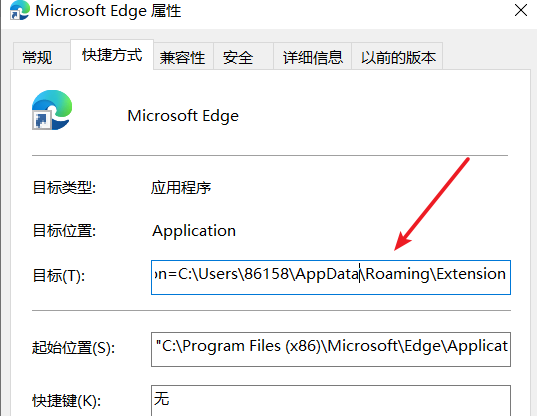 Microsoft Edge 属性
常规 快捷方式 兼容性 安全 详细信息 以前的版本
Microsoft Edge
目标类型: 应用程序
目标位置: Application
目标(T): on=C:\Users\86158\AppData\Roaming\Extension
起始位置(S): "C:\Program Files (x86)\Microsoft\Edge\Applicat
快捷键(K): 无